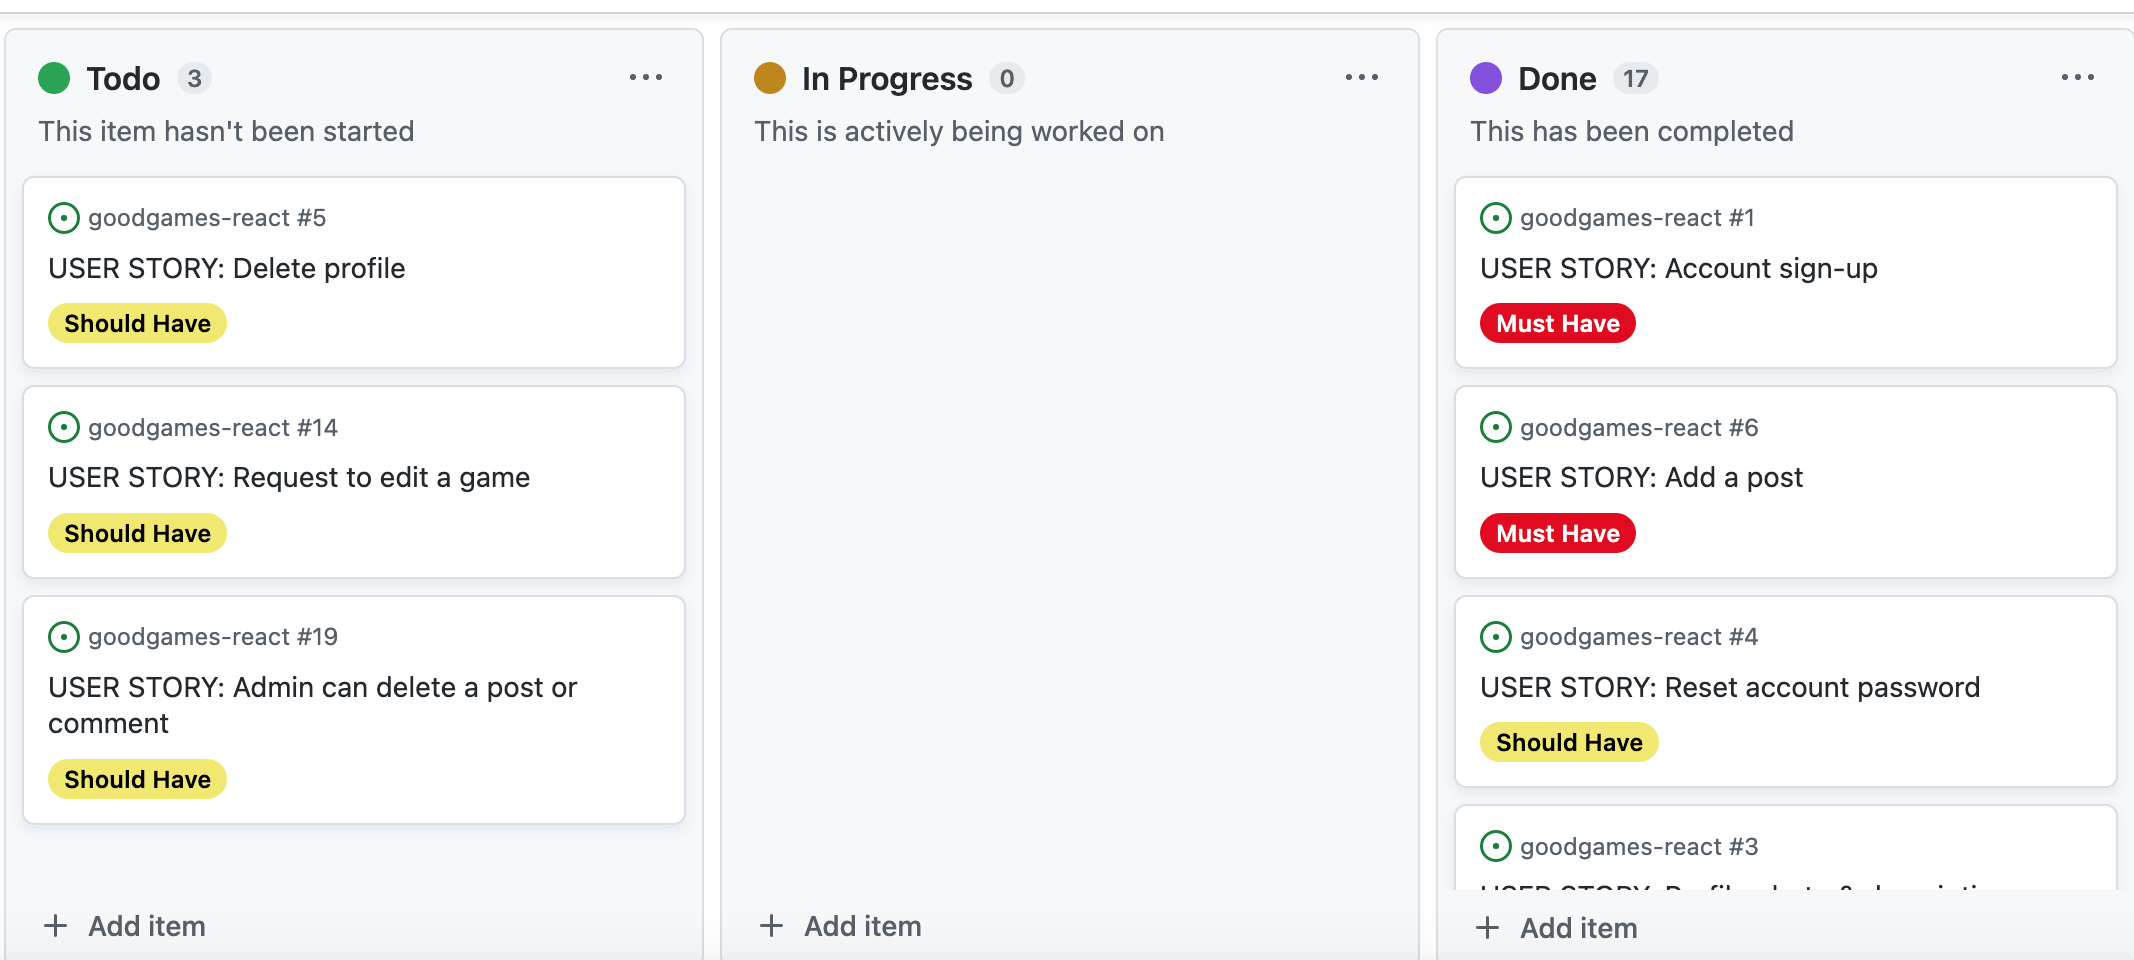 Todo 3
This item hasn't been started
goodgames-react #5
USER STORY: Delete profile
Should Have
goodgames-react #14
USER STORY: Request to edit a game
Should Have
goodgames-react #19
USER STORY: Admin can delete a post or
comment
Should Have
+ Add item
In Progress 0
This is actively being worked on
+ Add item
Done 17
This has been completed
goodgames-react #1
USER STORY: Account sign-up
Must Have
goodgames-react #6
USER STORY: Add a post
Must Have
goodgames-react #4
USER STORY: Reset account password
Should Have
goodgames-react #3
USER STORY: Profile
+ Add item